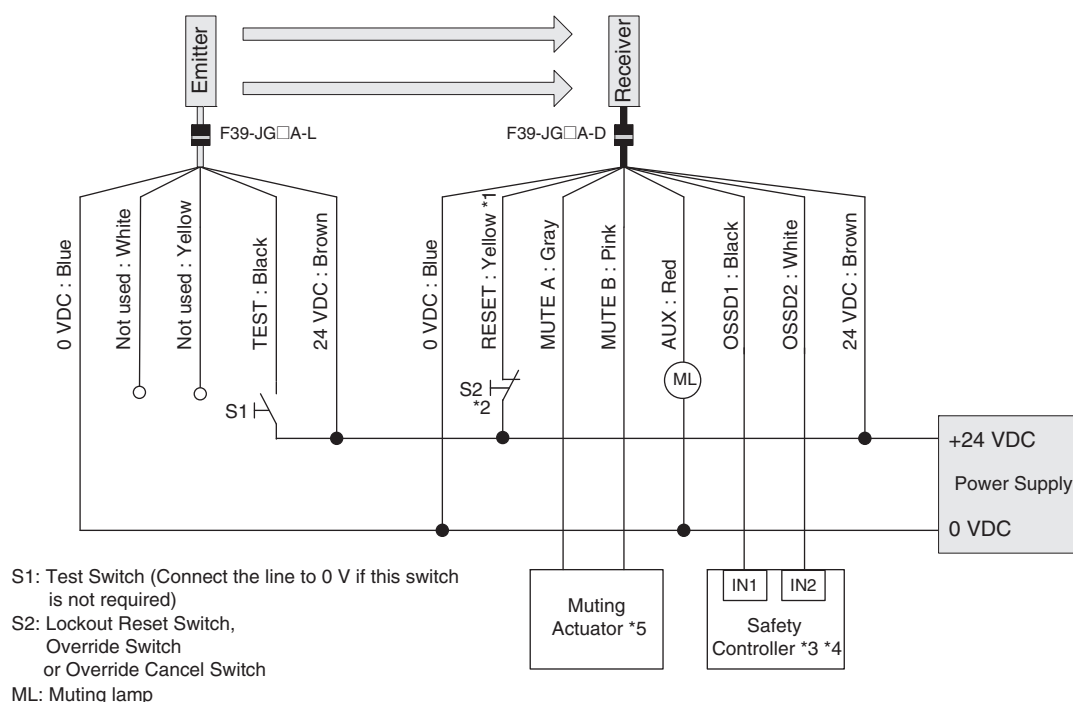 Emitter
Receiver
F39-JG□A-L
F39-JG□A-D
0 VDC : Blue
Not used : White
Not used : Yellow
TEST : Black
24 VDC : Brown
0 VDC : Blue
RESET : Yellow *1
MUTE A : Gray
MUTE B : Pink
AUX : Red
OSSD1 : Black
OSSD2 : White
24 VDC : Brown
S1
S2
*2
ML
+24 VDC
Power Supply
0 VDC
S1: Test Switch (Connect the line to 0 V if this switch
is not required)
S2: Lockout Reset Switch,
Override Switch
or Override Cancel Switch
ML: Muting lamp
Muting
Actuator *5
IN1
IN2
Safety
Controller *3 *4